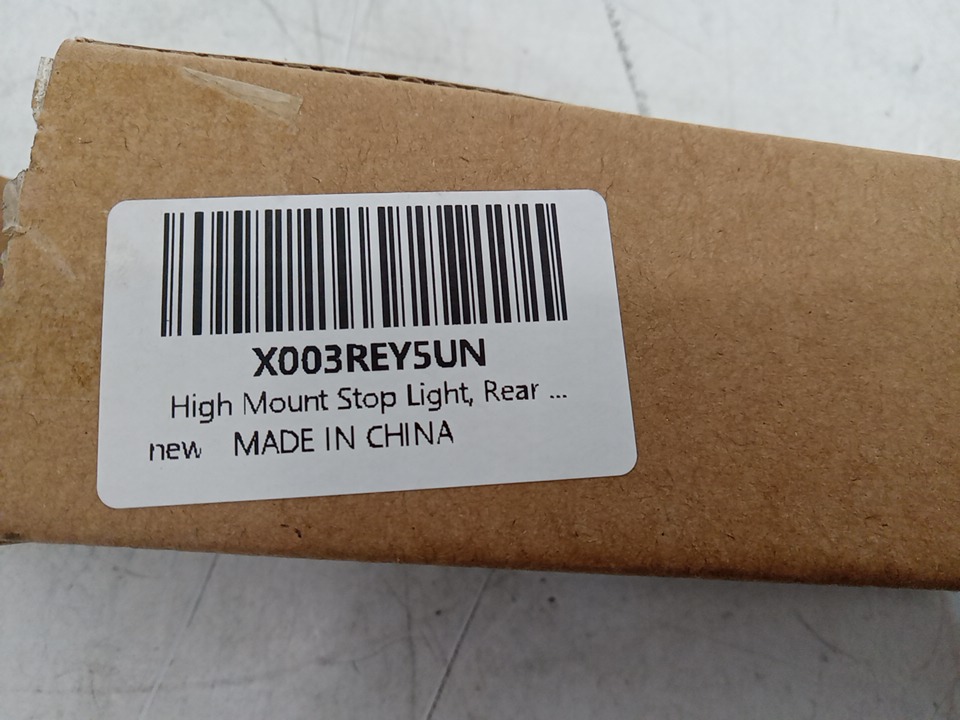 X003REY5UN
High Mount Stop Light, Rear ...
new MADE IN CHINA